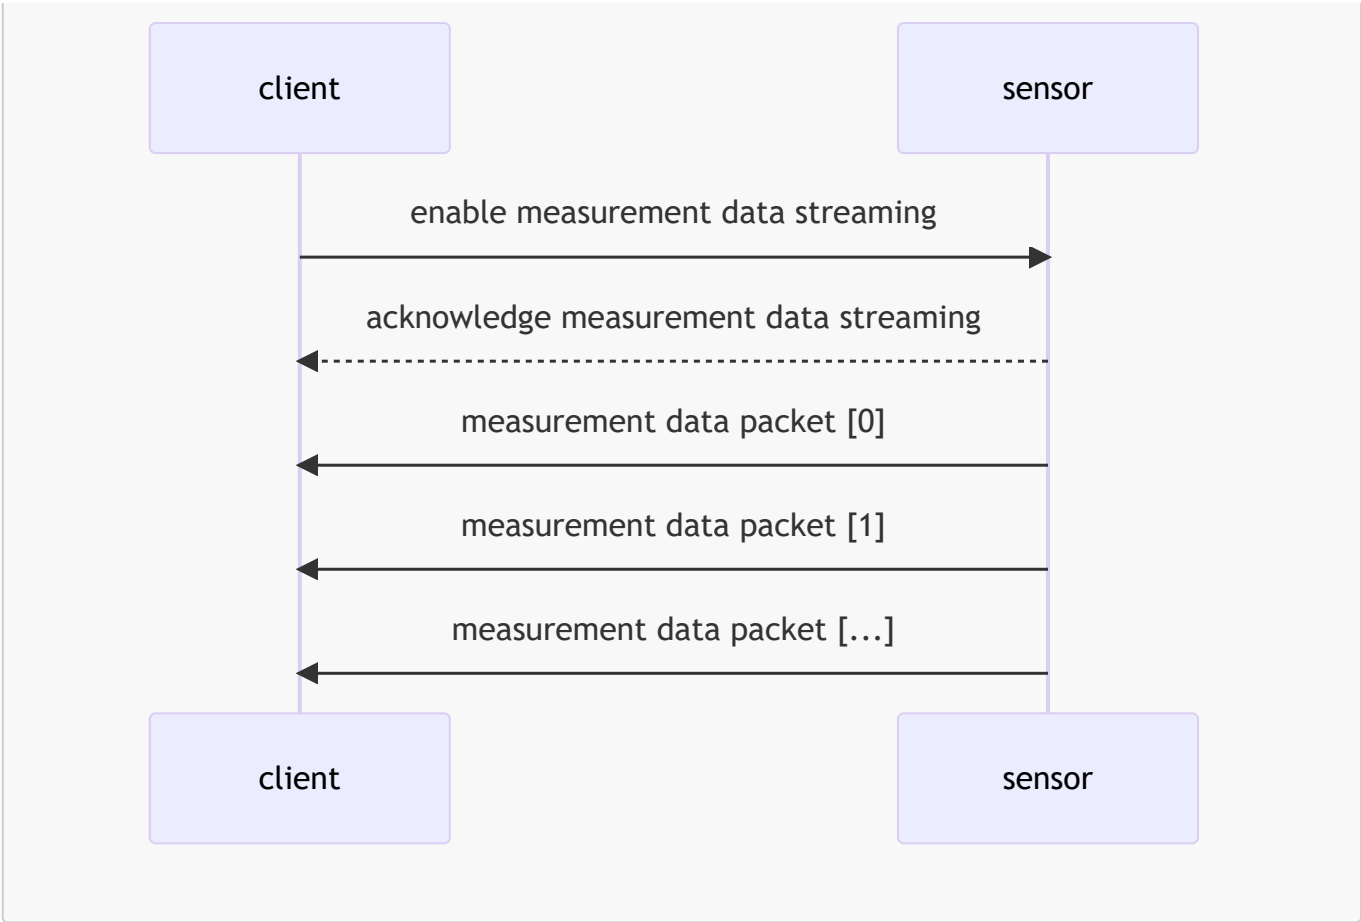 client
sensor
enable measurement data streaming
acknowledge measurement data streaming
measurement data packet [0]
measurement data packet [1]
measurement data packet [...]
client
sensor